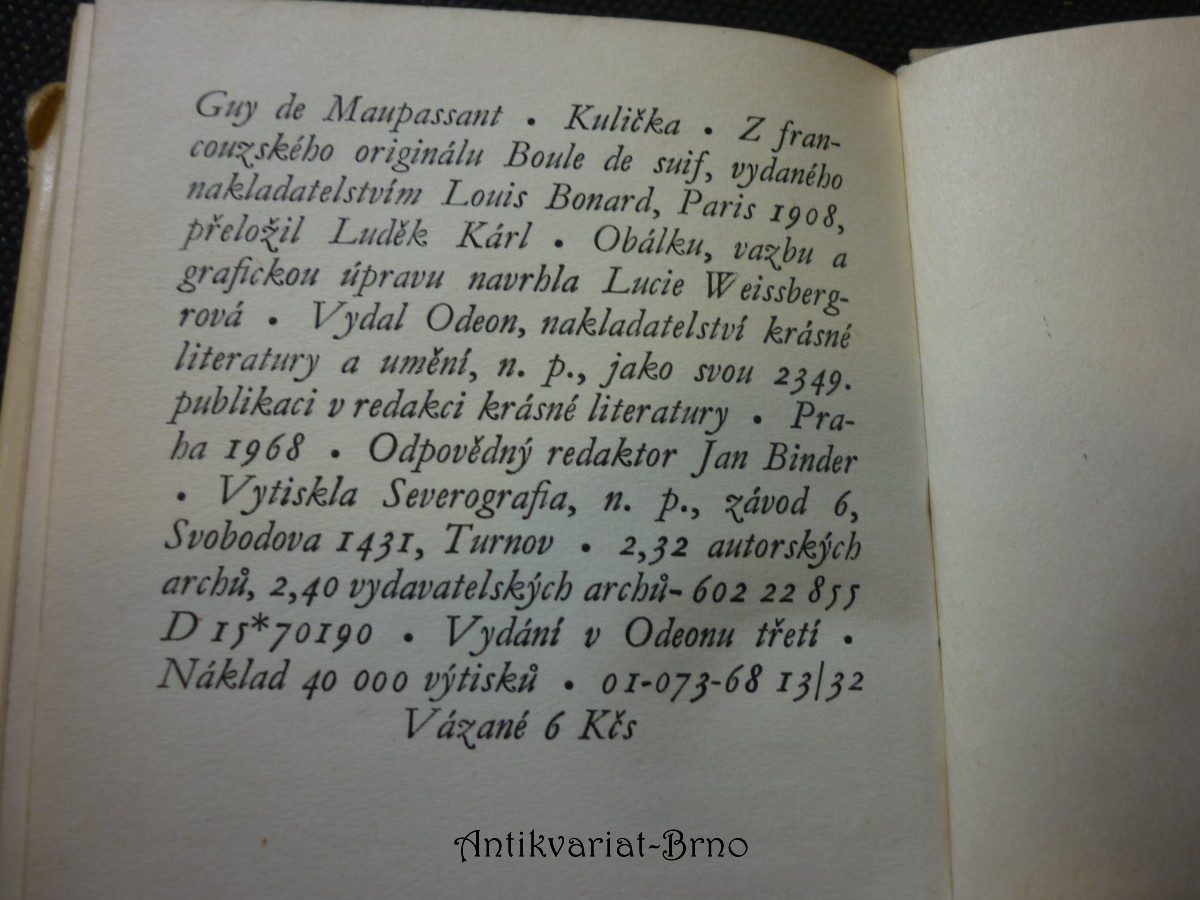 Guy de Maupassant • Kulička • Z fran-
couzského originálu Boule de suif, vydaného
nakladatelstvím Louis Bonard, Paris 1908,
přeložil Luděk Kárl • Obálku, vazbu a
grafickou úpravu navrhla Lucie Weissberg-
rová • Vydal Odeon, nakladatelství krásné
literatury a umění, n. p., jako svou 2349.
publikaci v redakci krásné literatury • Pra-
ha 1968 • Odpovědný redaktor Jan Binder
• Vytiskla Severografia, n. p., závod 6,
Svobodova 1431, Turnov • 2,32 autorských
archů, 2,40 vydavatelských archů- 602 22 855
D 15*70190 • Vydání v Odeonu třetí •
Náklad 40 000 výtisků • 01-073-68 13|32
Vázané 6 Kčs
Antikvariat-Brno